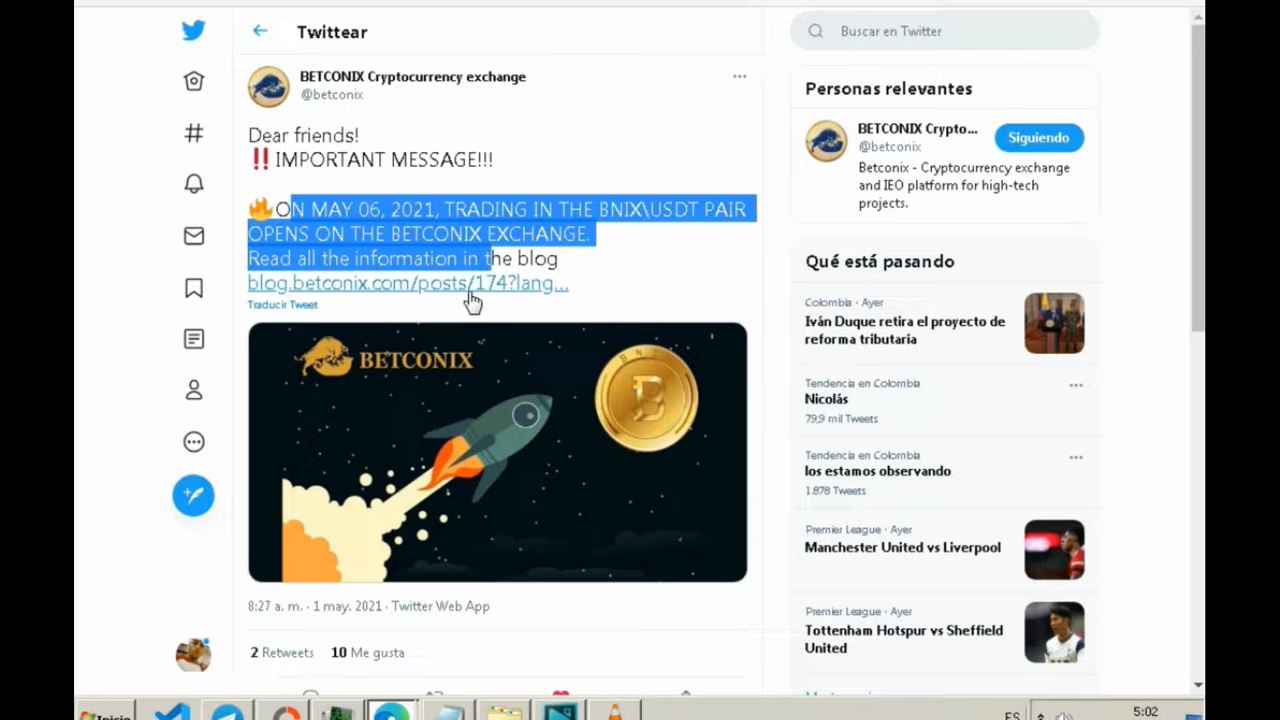 Twittear
BETCONIX Cryptocurrency exchange
@betconix
Dear friends!
‼️IMPORTANT MESSAGE!!!
🔥ON MAY 06, 2021, TRADING IN THE BNIX\USDT PAIR
OPENS ON THE BETCONIX EXCHANGE.
Read all the information in the blog
blog.betconix.com/posts/174?lang...
Traducir Tweet
BETCONIX
8:27 a. m. · 1 may. 2021 · Twitter Web App
2 Retweets 10 Me gusta
Buscar en Twitter
Personas relevantes
BETCONIX Crypto...
@betconix
Siguiendo
Betconix - Cryptocurrency exchange
and IEO platform for high-tech
projects.
Qué está pasando
Colombia · Ayer
Iván Duque retira el proyecto de
reforma tributaria
Tendencia en Colombia
Nicolás
79,9 mil Tweets
Tendencia en Colombia
los estamos observando
1.878 Tweets
Premier League · Ayer
Manchester United vs Liverpool
Premier League · Ayer
Tottenham Hotspur vs Sheffield
United
Inicio
ES
5:02